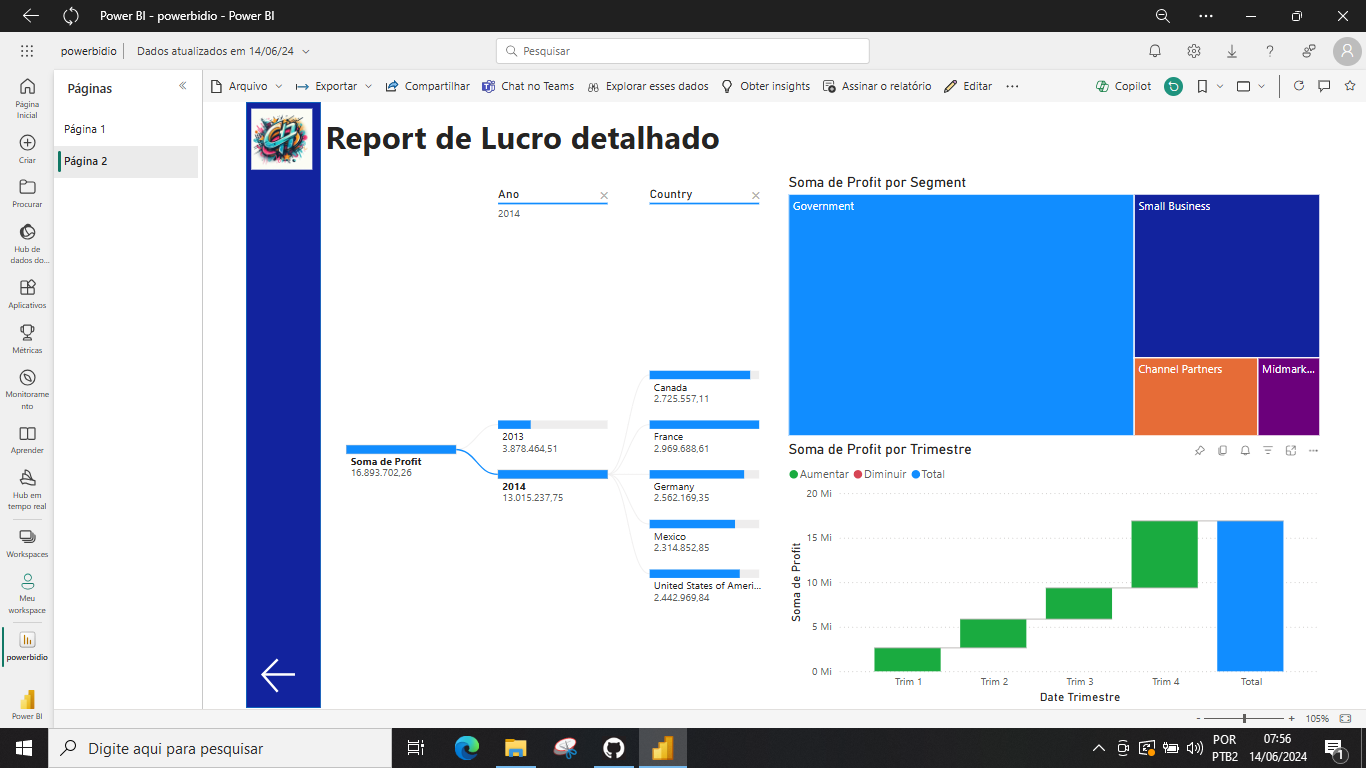 Power BI - powerbidio - Power BI
powerbidio
Dados atualizados em 14/06/24
Pesquisar
Página Inicial
Criar
Procurar
Hub de
dados do...
Aplicativos
Métricas
Monitorame
nto
Aprender
Hub em
tempo real
Workspaces
Meu
workspace
powerbidio
Power BI
Páginas
Página 1
Página 2
Arquivo
Exportar
Compartilhar
Chat no Teams
Explorar esses dados
Obter insights
Assinar o relatório
Editar
Copilot
Report de Lucro detalhado
Ano
2014
Country
Soma de Profit
16.893.702,26
2013
3.878.464,51
2014
13.015.237,75
Canada
2.725.557,11
France
2.969.688,61
Germany
2.562.169,35
Mexico
2.314.852,85
United States of Ameri...
2.442.969,84
Soma de Profit por Segment
Government
Small Business
Channel Partners
Midmark...
Soma de Profit por Trimestre
Aumentar
Diminuir
Total
20 Mi
15 Mi
10 Mi
5 Mi
0 Mi
Soma de Profit
Trim 1
Trim 2
Trim 3
Trim 4
Total
Date Trimestre
- + 105%
Digite aqui para pesquisar
POR
PTB2
07:56
14/06/2024
1